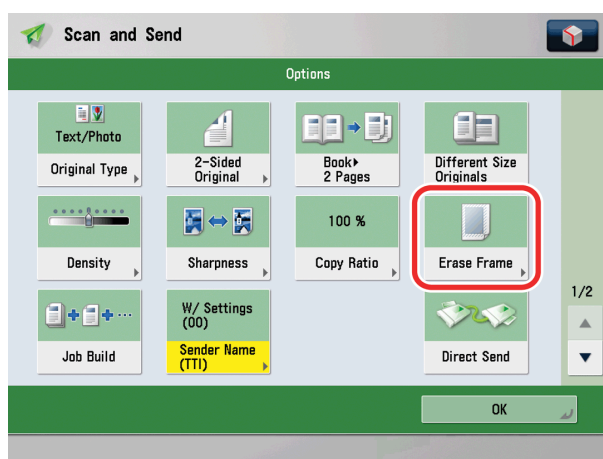 Scan and Send
Options
Text/Photo
Original Type
2-Sided
Original
Book▸
2 Pages
Different Size
Originals
Density
Sharpness
100 %
Copy Ratio
Erase Frame
1/2
Job Build
W/ Settings
(00)
Sender Name
(TTI)
Direct Send
OK